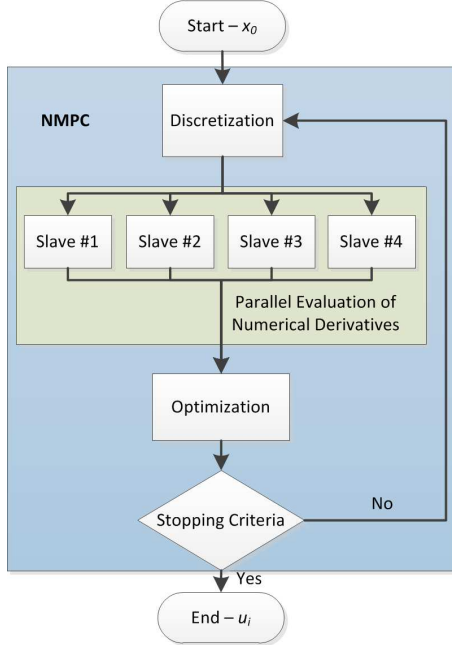 Start – x0
NMPC
Discretization
Slave #1
Slave #2
Slave #3
Slave #4
Parallel Evaluation of
Numerical Derivatives
Optimization
Stopping Criteria
No
Yes
End – ui